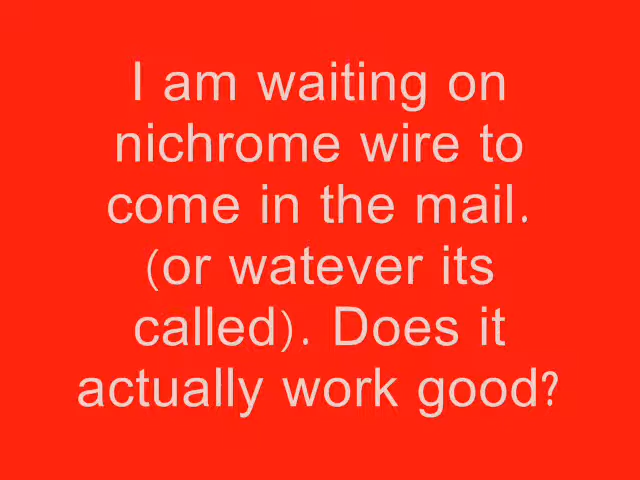 I am waiting on
nichrome wire to
come in the mail.
(or watever its
called). Does it
actually work good?